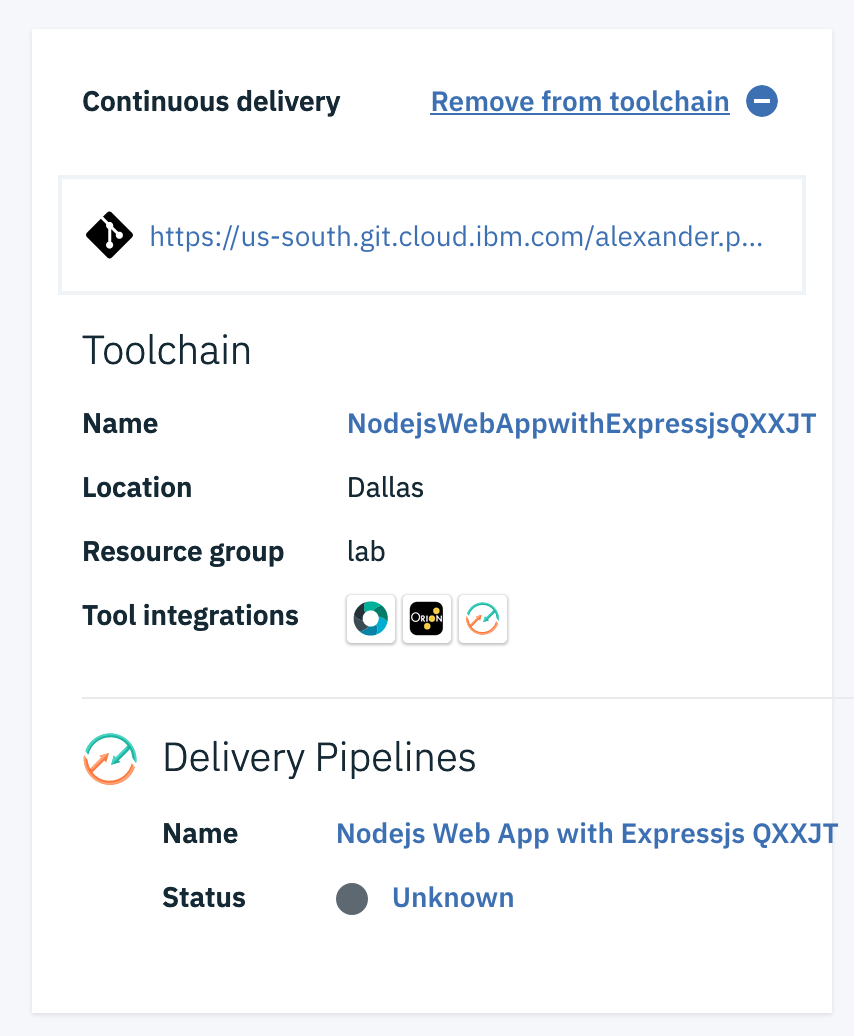 Continuous delivery Remove from toolchain
https://us-south.git.cloud.ibm.com/alexander.p...
Toolchain
Name NodejsWebAppwithExpressjsQXXJT
Location Dallas
Resource group lab
Tool integrations ORION
Delivery Pipelines
Name Nodejs Web App with Expressjs QXXJT
Status Unknown